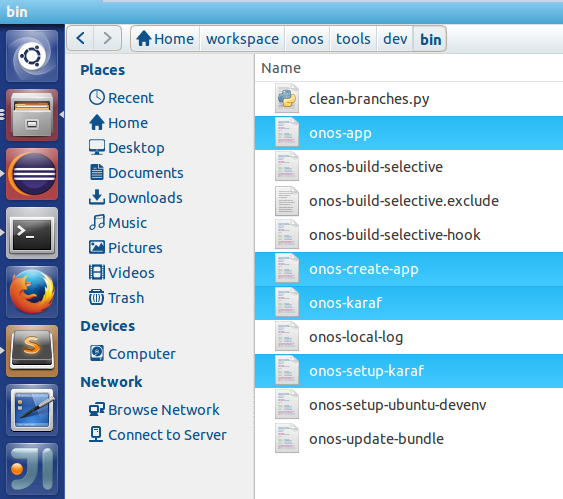 bin
Home workspace onos tools dev bin
Places
Recent
Home
Desktop
Documents
Downloads
Music
Pictures
Videos
Trash
Devices
Computer
Network
Browse Network
Connect to Server
Name
clean-branches.py
onos-app
onos-build-selective
onos-build-selective.exclude
onos-build-selective-hook
onos-create-app
onos-karaf
onos-local-log
onos-setup-karaf
onos-setup-ubuntu-devenv
onos-update-bundle
S
JI